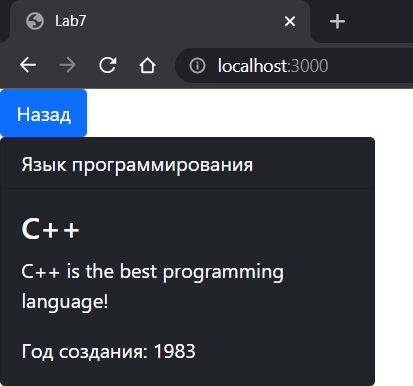 Lab7
localhost:3000
Назад
Язык программирования
C++
C++ is the best programming
language!
Год создания: 1983